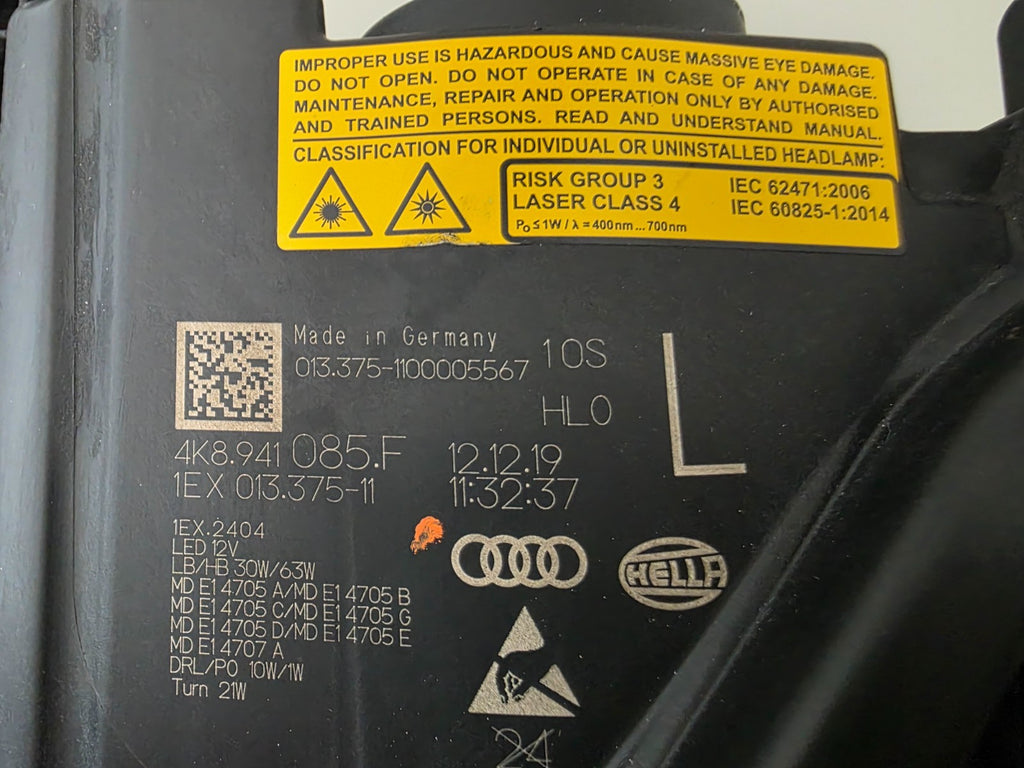 IMPROPER USE IS HAZARDOUS AND CAUSE MASSIVE EYE DAMAGE.
DO NOT OPEN. DO NOT OPERATE IN CASE OF ANY DAMAGE.
MAINTENANCE, REPAIR AND OPERATION ONLY BY AUTHORISED
AND TRAINED PERSONS. READ AND UNDERSTAND MANUAL.
CLASSIFICATION FOR INDIVIDUAL OR UNINSTALLED HEADLAMP:
RISK GROUP 3 IEC 62471:2006
LASER CLASS 4 IEC 60825-1:2014
P₀ ≤ 1W / λ = 400nm...700nm
Made in Germany 10S
013.375-1100005567
HL0
L
4K8.941 085.F 12.12.19
1EX 013.375-11 11:32:37
1EX.2404
LED 12V
LB/HB 30W/63W
MD E1 4705 A/MD E1 4705 B
MD E1 4705 C/MD E1 4705 G
MD E1 4705 D/MD E1 4705 E
MD E1 4707 A
DRL/PO 10W/1W
Turn 21W
HELLA
24